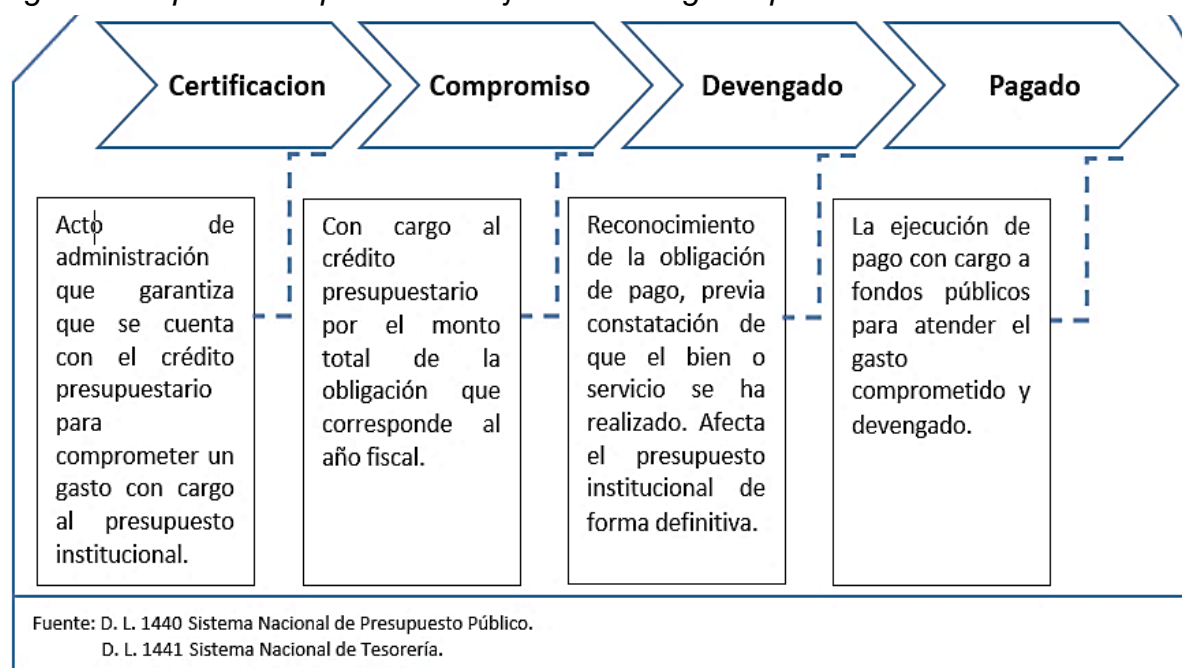 Certificacion
Compromiso
Devengado
Pagado
Acto de
administración
que garantiza
que se cuenta
con el crédito
presupuestario
para
comprometer un
gasto con cargo
al presupuesto
institucional.
Con cargo al
crédito
presupuestario
por el monto
total de la
obligación que
corresponde al
año fiscal.
Reconocimiento
de la obligación
de pago, previa
constatación de
que el bien o
servicio se ha
realizado. Afecta
el presupuesto
institucional de
forma definitiva.
La ejecución de
pago con cargo a
fondos públicos
para atender el
gasto
comprometido y
devengado.
Fuente: D. L. 1440 Sistema Nacional de Presupuesto Público.
D. L. 1441 Sistema Nacional de Tesorería.